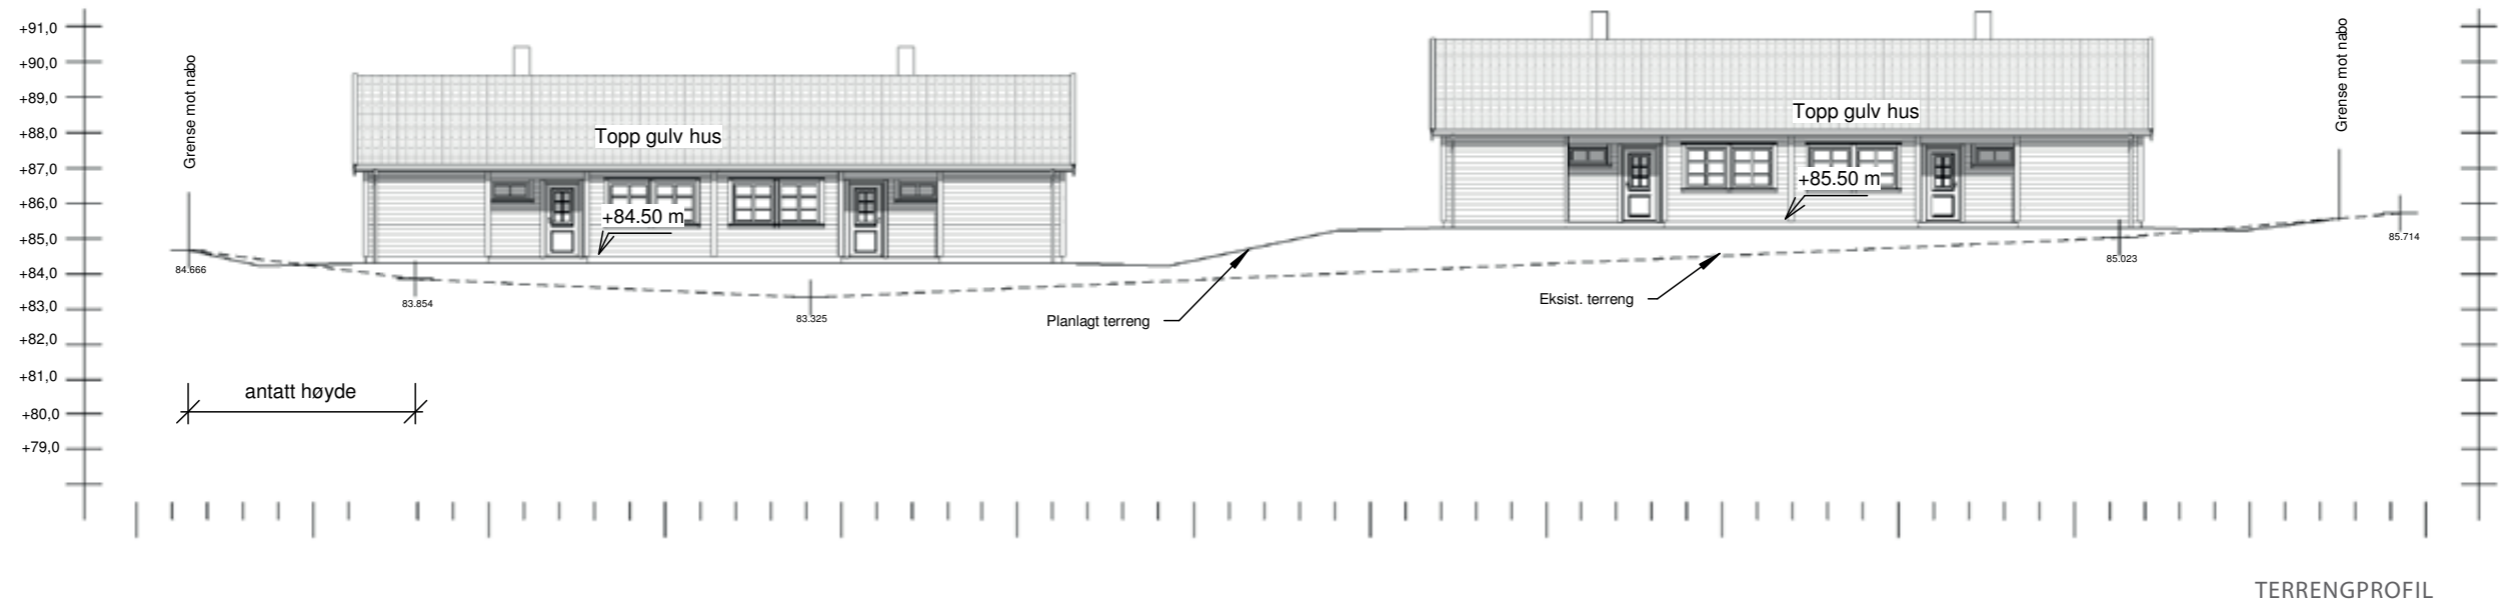 +91,0
+90,0
+89,0
+88,0
+87,0
+86,0
+85,0
+84,0
+83,0
+82,0
+81,0
+80,0
+79,0
Grense mot nabo
84.666
Topp gulv hus
+84.50 m
83.854
83.325
antatt høyde
Planlagt terreng
Eksist. terreng
Topp gulv hus
+85.50 m
85.023
Grense mot nabo
85.714
TERRENGPROFIL